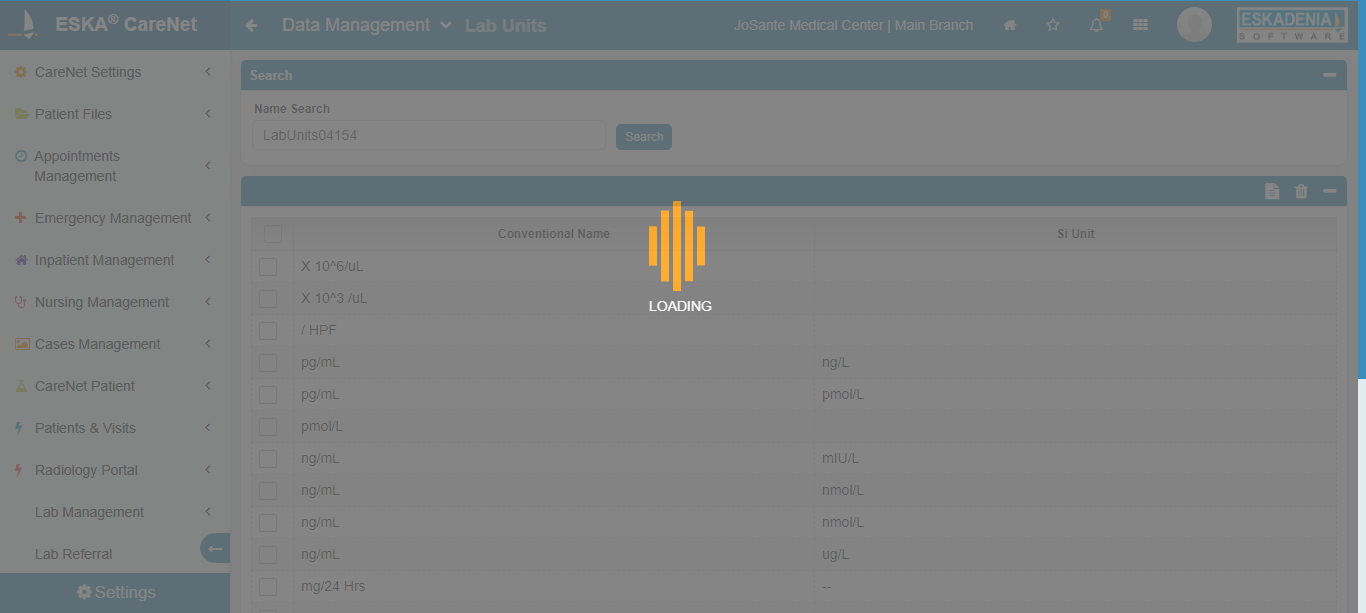 ESKA® CareNet
Data Management Lab Units
JoSante Medical Center | Main Branch
0
ESKADENIA
SOFTWARE
CareNet Settings
Patient Files
Appointments
Management
Emergency Management
Inpatient Management
Nursing Management
Cases Management
CareNet Patient
Patients & Visits
Radiology Portal
Lab Management
Lab Referral
Settings
Search
Name Search
LabUnits04154 Search
LOADING
Conventional Name Si Unit
X 10^6/uL
X 10^3 /uL
/ HPF
pg/mL ng/L
pg/mL pmol/L
pmol/L
ng/mL mIU/L
ng/mL nmol/L
ng/mL nmol/L
ng/mL ug/L
mg/24 Hrs --